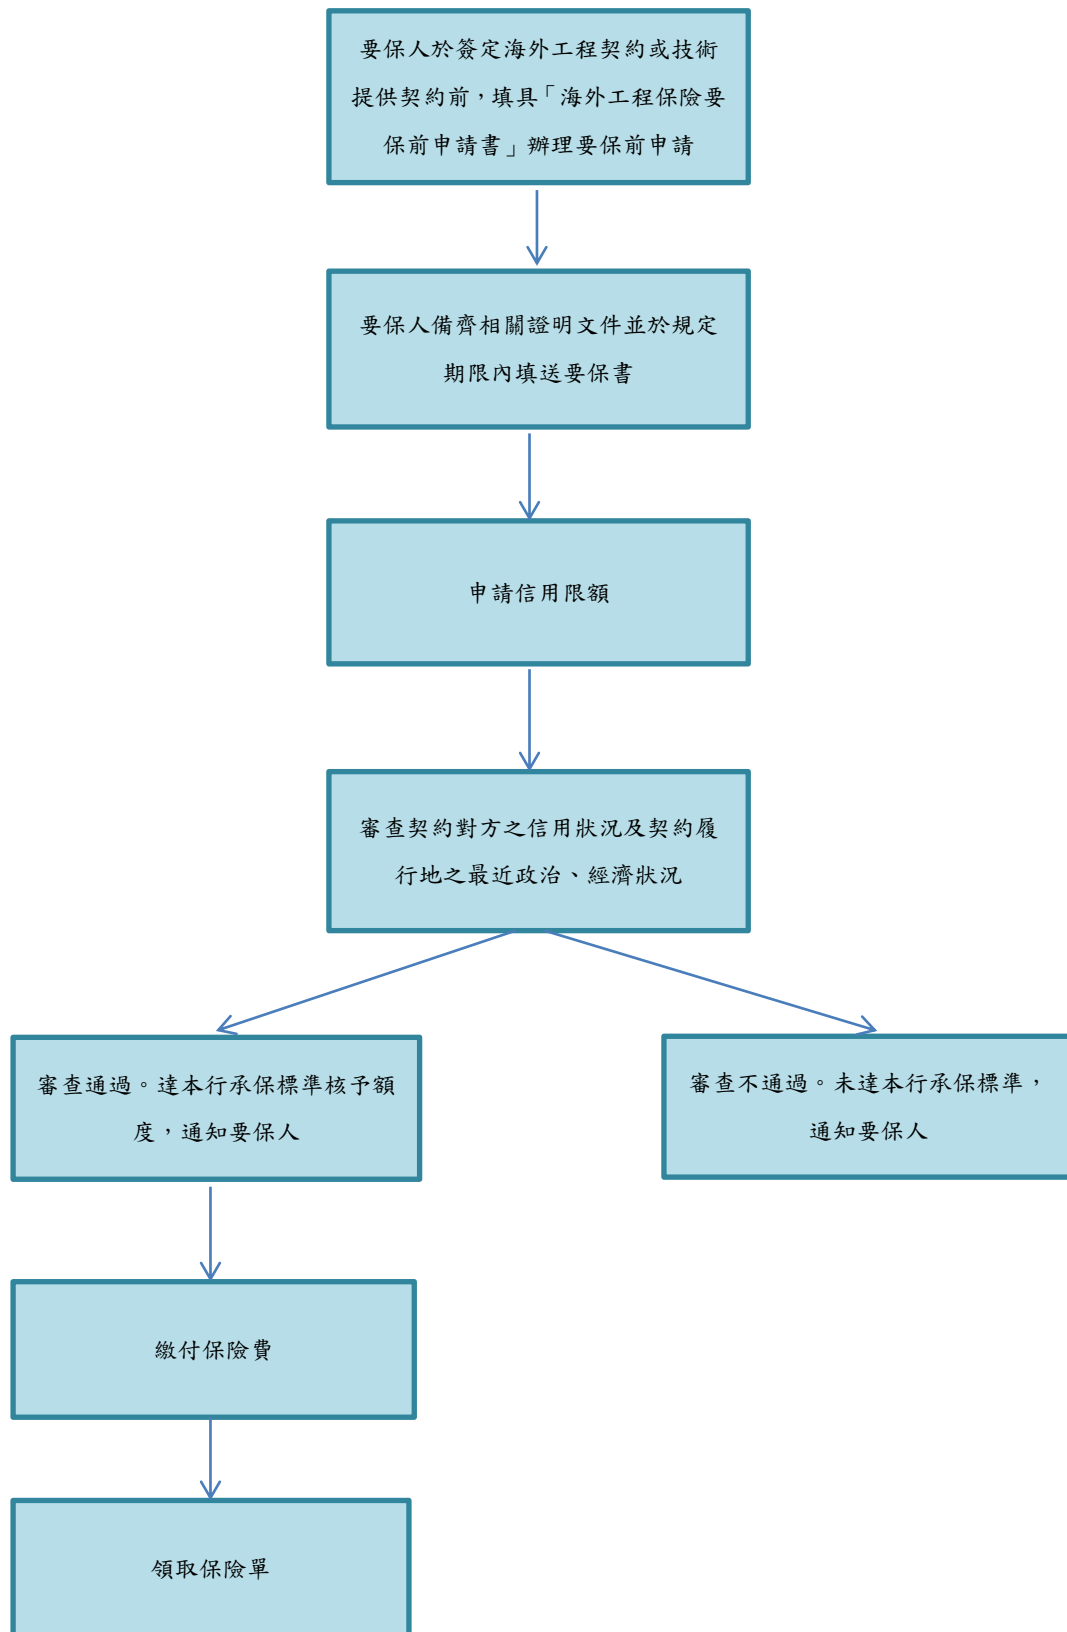 要保人於簽定海外工程契約或技術
提供契約前，填具「海外工程保險要
保前申請書」辦理要保前申請
要保人備齊相關證明文件並於規定
期限內填送要保書
申請信用限額
審查契約對方之信用狀況及契約履
行地之最近政治、經濟狀況
審查通過。達本行承保標準核予額
度，通知要保人
審查不通過。未達本行承保標準，
通知要保人
繳付保險費
領取保險單